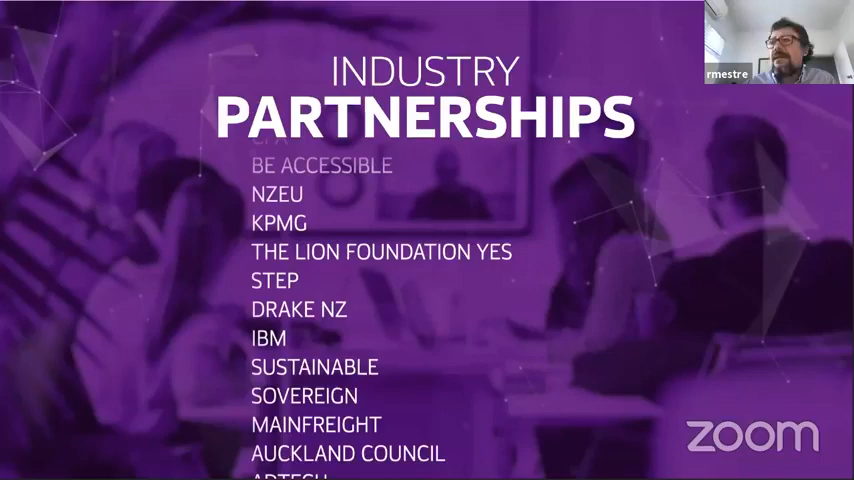 INDUSTRY
PARTNERSHIPS
rmestre
BE ACCESSIBLE
NZEU
KPMG
THE LION FOUNDATION YES
STEP
DRAKE NZ
IBM
SUSTAINABLE
SOVEREIGN
MAINFREIGHT
AUCKLAND COUNCIL
zoom